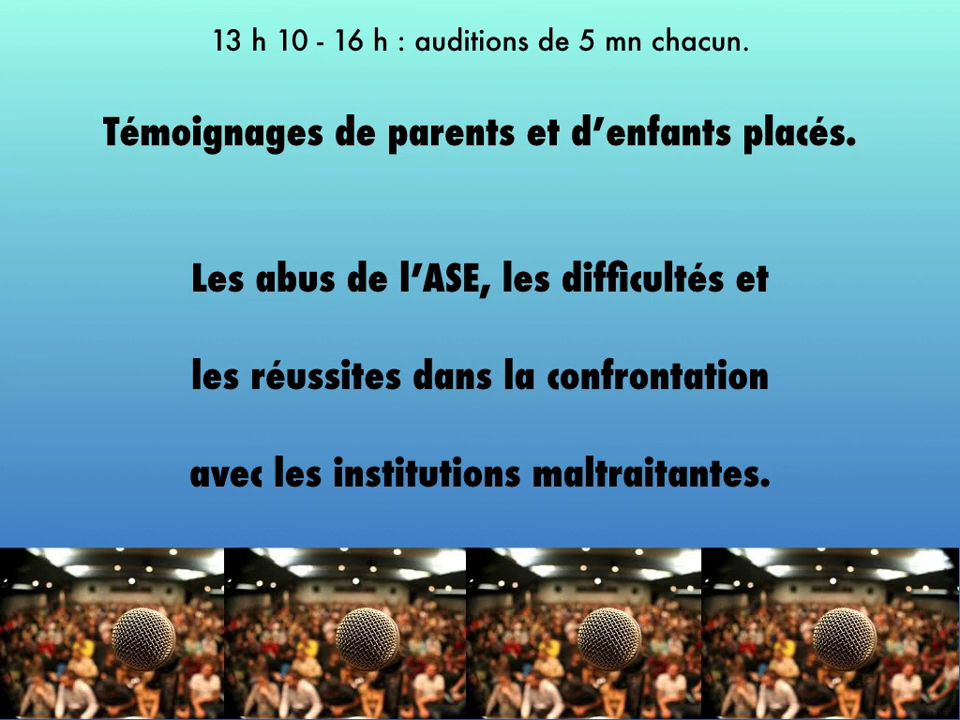 13 h 10 - 16 h : auditions de 5 mn chacun.
Témoignages de parents et d’enfants placés.
Les abus de l’ASE, les difficultés et
les réussites dans la confrontation
avec les institutions maltraitantes.